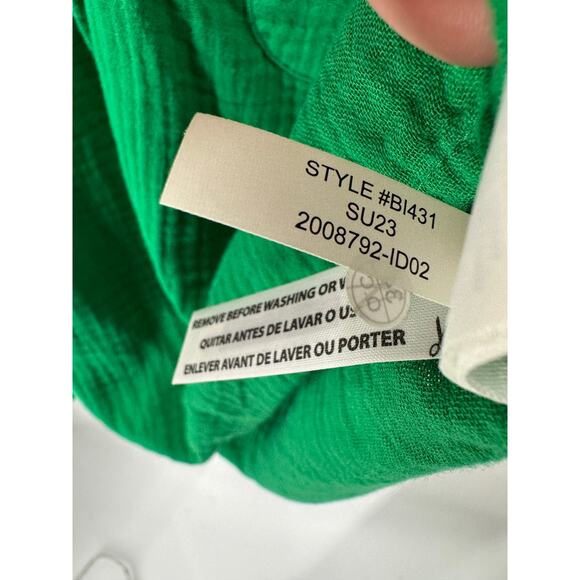 STYLE #BI431
SU23
2008792-ID02
REMOVE BEFORE WASHING OR
QUITAR ANTES DE LAVAR O
ENLEVER AVANT DE LAVER OU PORTER